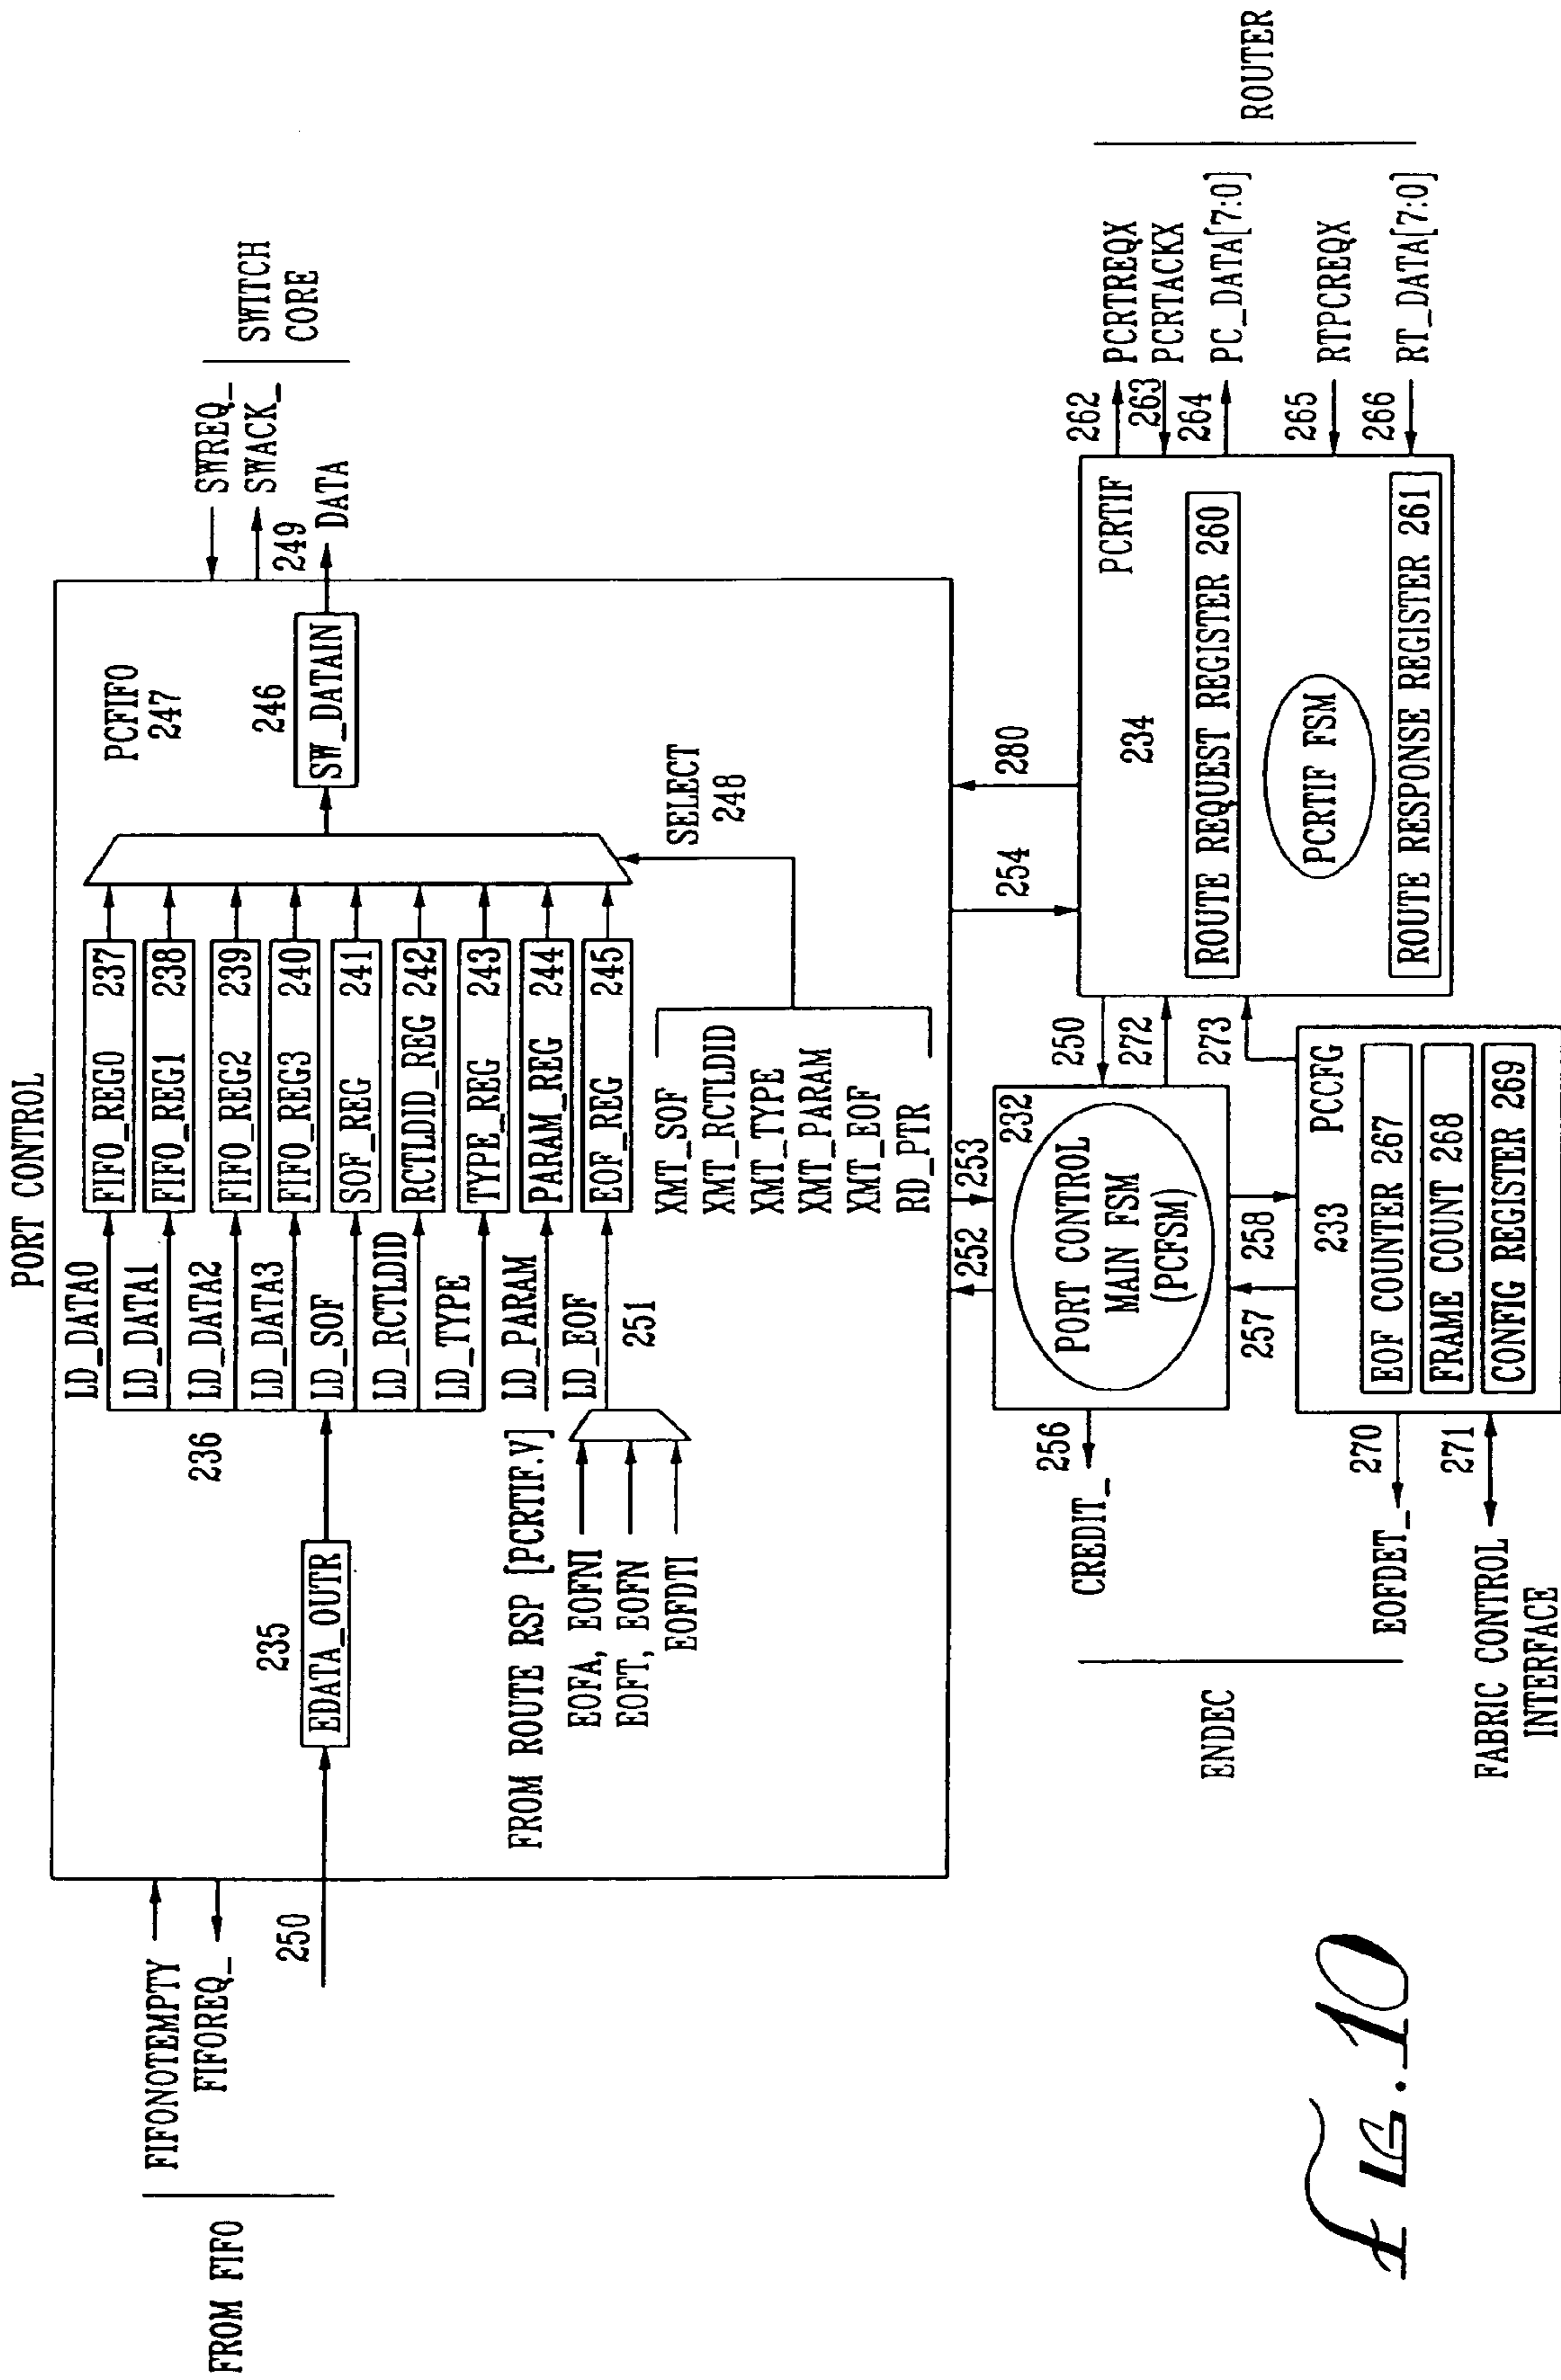 PORT CONTROL
FROM FIFO
FIFONOTEMPTY
FIFOREQ_
250
235
EDATA_OUTR
236
LD_DATA0
LD_DATA1
LD_DATA2
LD_DATA3
LD_SOF
LD_RCTLDID
LD_TYPE
LD_PARAM
LD_EOF
251
FROM ROUTE RSP [PCRTIF.V]
EOFA, EOFNI
EOFT, EOFN
EOFDTI
FIFO_REG0 237
FIFO_REG1 238
FIFO_REG2 239
FIFO_REG3 240
SOF_REG 241
RCTLDID_REG 242
TYPE_REG 243
PARAM_REG 244
EOF_REG 245
XMT_SOF
XMT_RCTLDID
XMT_TYPE
XMT_PARAM
XMT_EOF
RD_PTR
SELECT
248
PCFIFO
247
246
SW_DATAIN
SWREQ_
SWACK_
249
DATA
SWITCH
CORE
252
253
254
280
232
PORT CONTROL
MAIN FSM
(PCFSM)
256
CREDIT_
ENDEC
257
258
250
272
273
PCCFG
233
EOF COUNTER 267
FRAME COUNT 268
CONFIG REGISTER 269
270
EOFDET_
271
FABRIC CONTROL
INTERFACE
PCRTIF
234
ROUTE REQUEST REGISTER 260
PCRTIF FSM
ROUTE RESPONSE REGISTER 261
262
PCRTREQX
263
PCRTACKX
264
PC_DATA[7:0]
265
RTPCREQX
266
RT_DATA[7:0]
ROUTER
FIG. 10